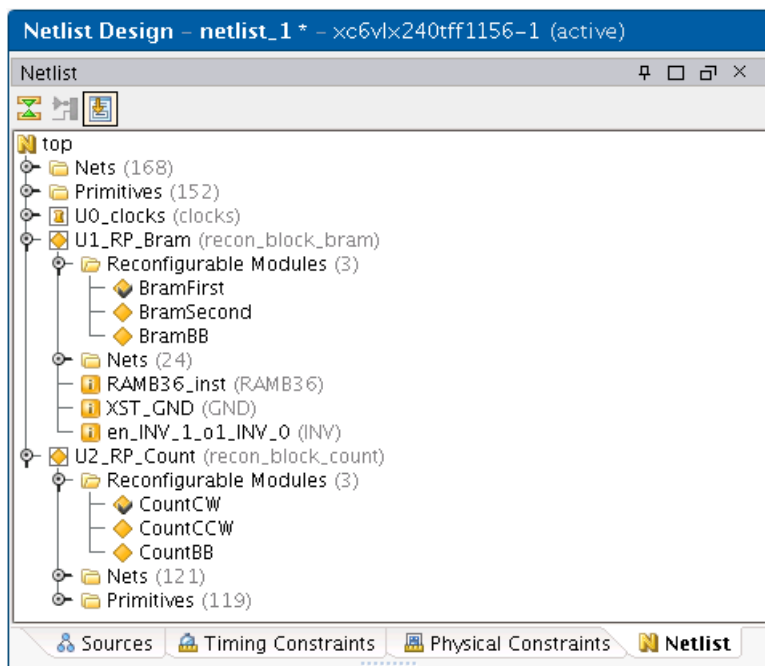 Netlist Design – netlist_1 * – xc6vlx240tff1156-1 (active)
Netlist
top
Nets (168)
Primitives (152)
U0_clocks (clocks)
U1_RP_Bram (recon_block_bram)
Reconfigurable Modules (3)
BramFirst
BramSecond
BramBB
Nets (24)
RAMB36_inst (RAMB36)
XST_GND (GND)
en_INV_1_o1_INV_0 (INV)
U2_RP_Count (recon_block_count)
Reconfigurable Modules (3)
CountCW
CountCCW
CountBB
Nets (121)
Primitives (119)
Sources Timing Constraints Physical Constraints Netlist